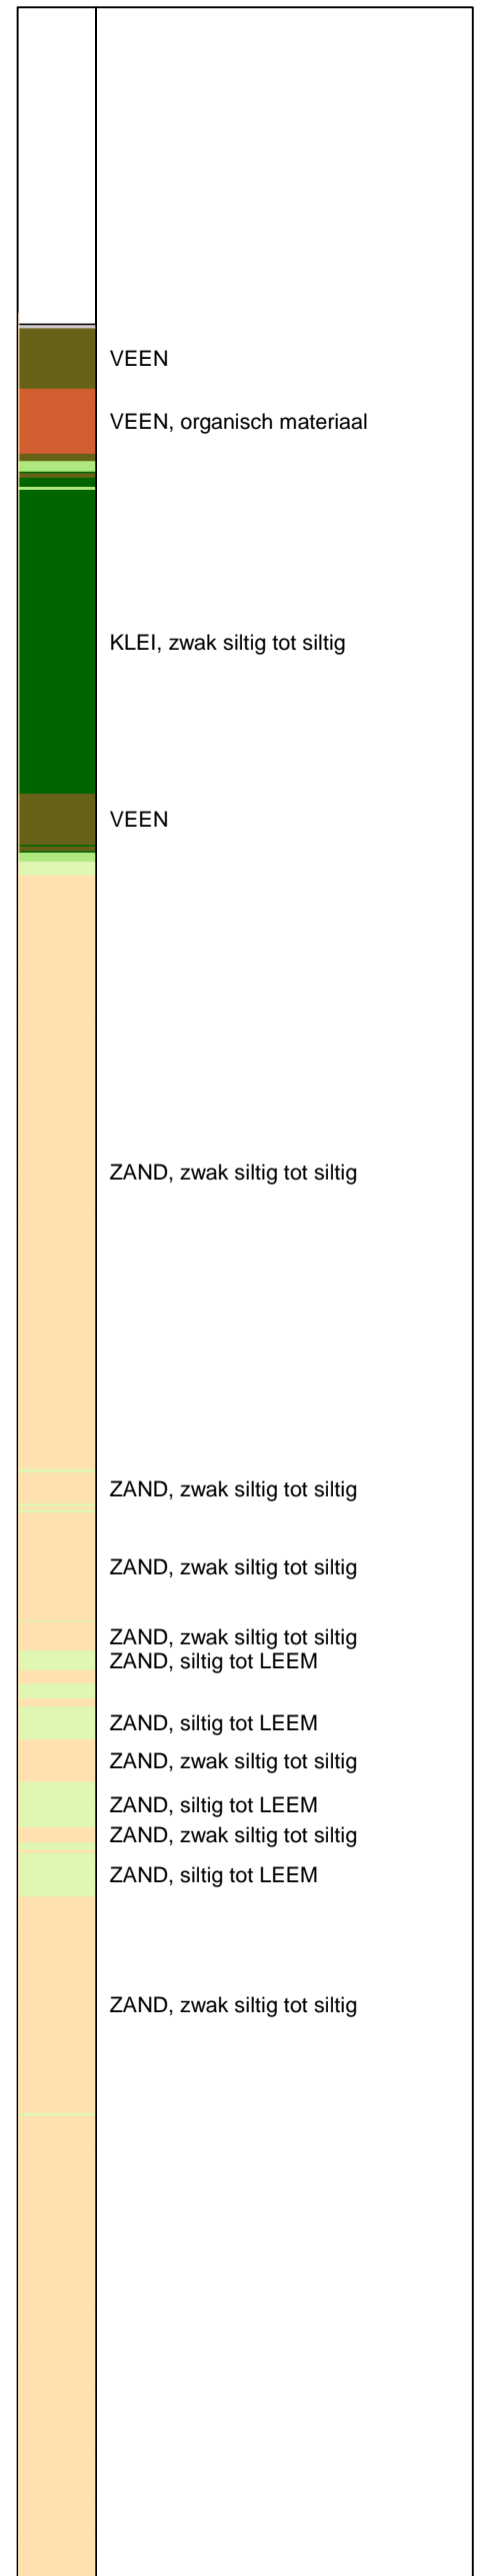 VEEN
VEEN, organisch materiaal
KLEI, zwak siltig tot siltig
VEEN
ZAND, zwak siltig tot siltig
ZAND, zwak siltig tot siltig
ZAND, zwak siltig tot siltig
ZAND, zwak siltig tot siltig
ZAND, siltig tot LEEM
ZAND, siltig tot LEEM
ZAND, zwak siltig tot siltig
ZAND, siltig tot LEEM
ZAND, zwak siltig tot siltig
ZAND, siltig tot LEEM
ZAND, zwak siltig tot siltig